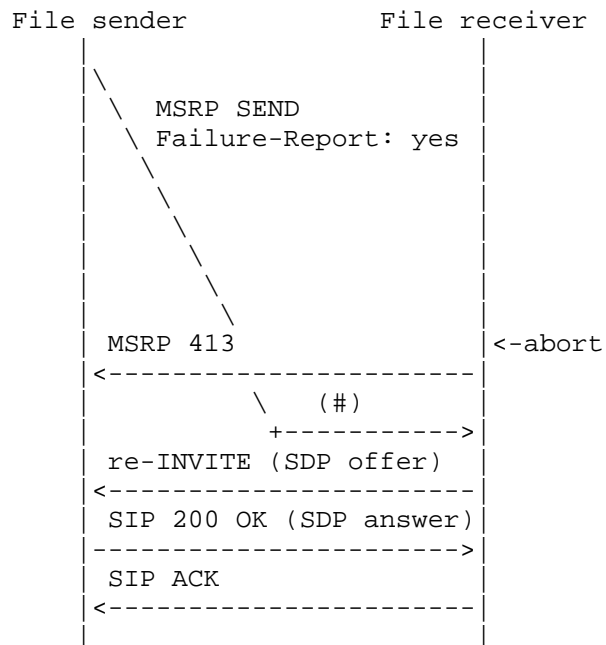 File sender File receiver
MSRP SEND
Failure-Report: yes
MSRP 413 <-abort
(#)
re-INVITE (SDP offer)
SIP 200 OK (SDP answer)
SIP ACK